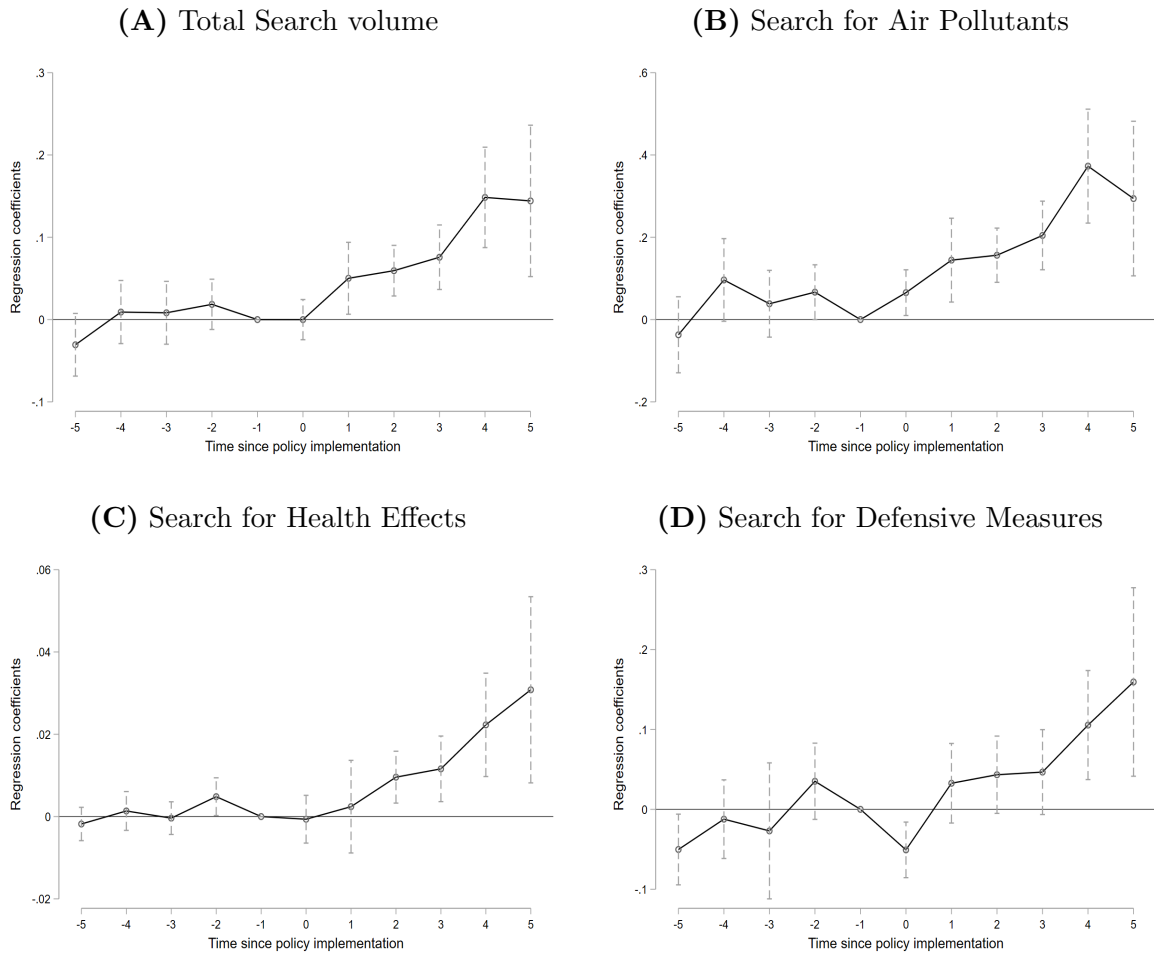 (A) Total Search volume
.3
.2
.1
0
-.1
Regression coefficients
-5 -4 -3 -2 -1 0 1 2 3 4 5
Time since policy implementation
(B) Search for Air Pollutants
.6
.4
.2
0
-.2
Regression coefficients
-5 -4 -3 -2 -1 0 1 2 3 4 5
Time since policy implementation
(C) Search for Health Effects
.06
.04
.02
0
-.02
Regression coefficients
-5 -4 -3 -2 -1 0 1 2 3 4 5
Time since policy implementation
(D) Search for Defensive Measures
.3
.2
.1
0
-.1
Regression coefficients
-5 -4 -3 -2 -1 0 1 2 3 4 5
Time since policy implementation